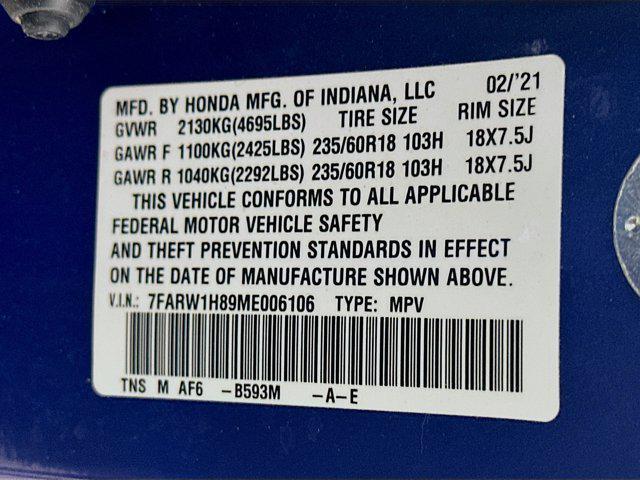 MFD. BY HONDA MFG. OF INDIANA, LLC 02/'21
GVWR 2130KG(4695LBS) TIRE SIZE RIM SIZE
GAWR F 1100KG(2425LBS) 235/60R18 103H 18X7.5J
GAWR R 1040KG(2292LBS) 235/60R18 103H 18X7.5J
THIS VEHICLE CONFORMS TO ALL APPLICABLE
FEDERAL MOTOR VEHICLE SAFETY
AND THEFT PREVENTION STANDARDS IN EFFECT
ON THE DATE OF MANUFACTURE SHOWN ABOVE.
V.I.N.: 7FARW1H89ME006106 TYPE: MPV
TNS M AF6 -B593M -A-E